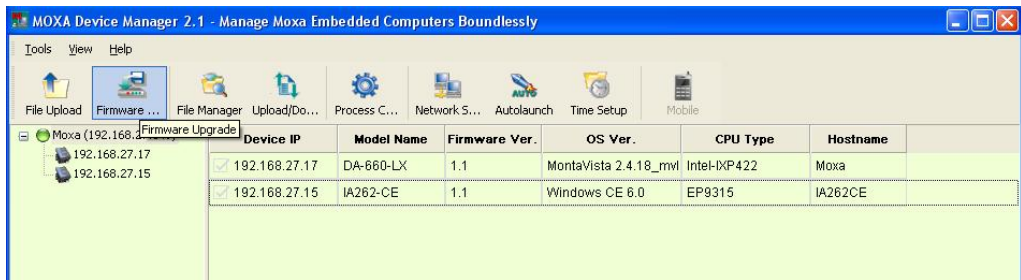 MOXA Device Manager 2.1 - Manage Moxa Embedded Computers Boundlessly
Tools View Help
File Upload Firmware ... File Manager Upload/Do... Process C... Network S... Autolaunch Time Setup Mobile
Firmware Upgrade
Moxa (192.168.2
192.168.27.17
192.168.27.15
Device IP Model Name Firmware Ver. OS Ver. CPU Type Hostname
192.168.27.17 DA-660-LX 1.1 MontaVista 2.4.18_mvl Intel-IXP422 Moxa
192.168.27.15 IA262-CE 1.1 Windows CE 6.0 EP9315 IA262CE